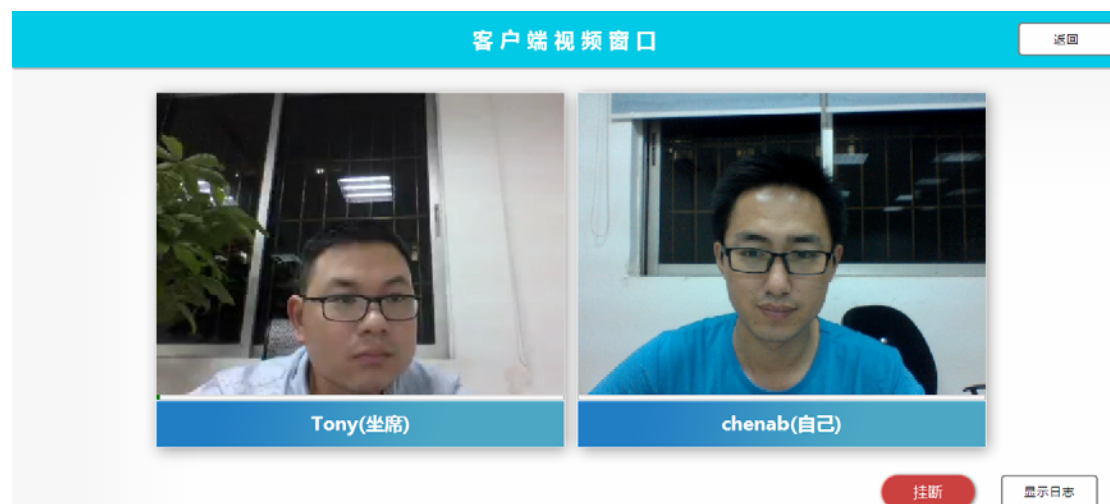 客户端视频窗口
返回
Tony(坐席)
chenab(自己)
挂断
显示日志